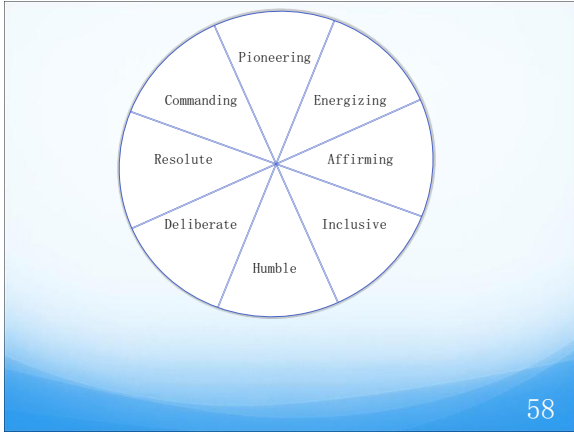 Pioneering
Commanding
Energizing
Resolute
Affirming
Deliberate
Inclusive
Humble
58